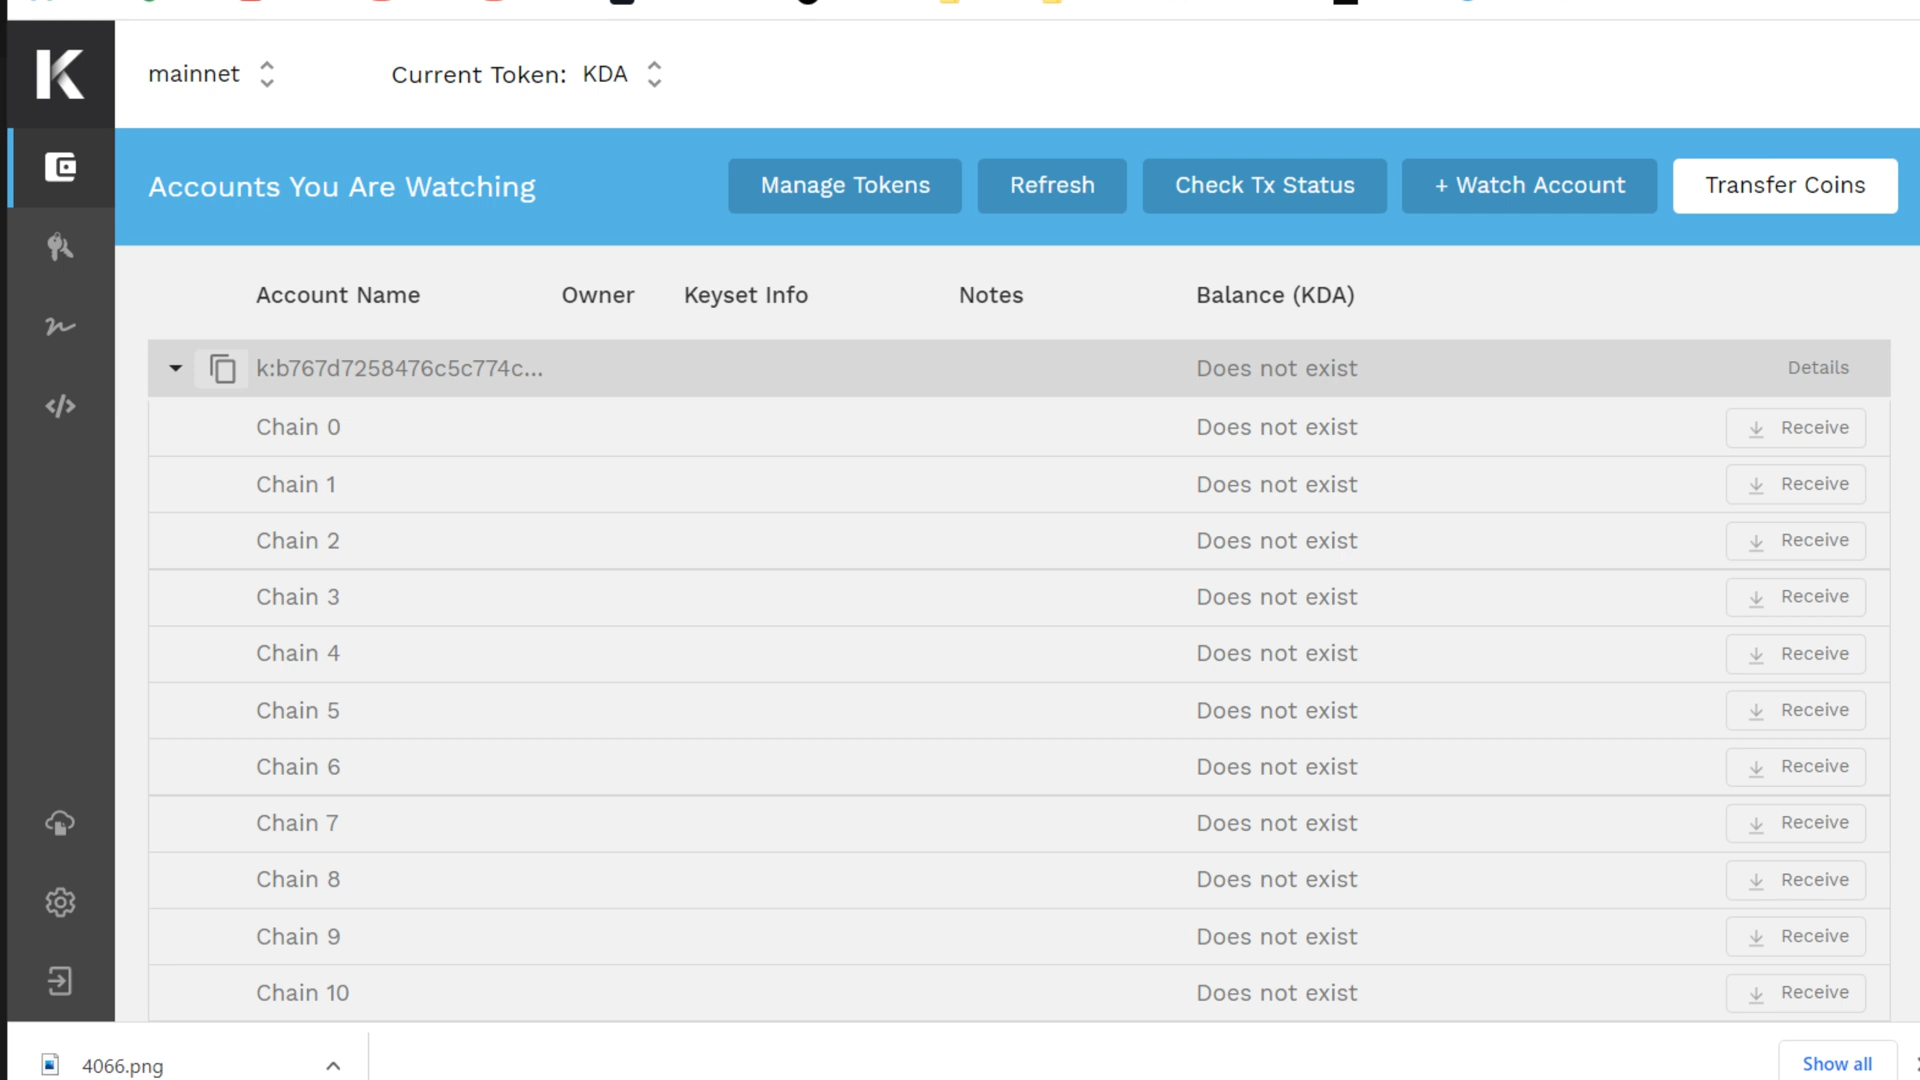 K
mainnet
Current Token: KDA
Accounts You Are Watching
Manage Tokens
Refresh
Check Tx Status
+ Watch Account
Transfer Coins
Account Name Owner Keyset Info Notes Balance (KDA)
k:b767d7258476c5c774c... Does not exist Details
Chain 0 Does not exist Receive
Chain 1 Does not exist Receive
Chain 2 Does not exist Receive
Chain 3 Does not exist Receive
Chain 4 Does not exist Receive
Chain 5 Does not exist Receive
Chain 6 Does not exist Receive
Chain 7 Does not exist Receive
Chain 8 Does not exist Receive
Chain 9 Does not exist Receive
Chain 10 Does not exist Receive
4066.png
Show all